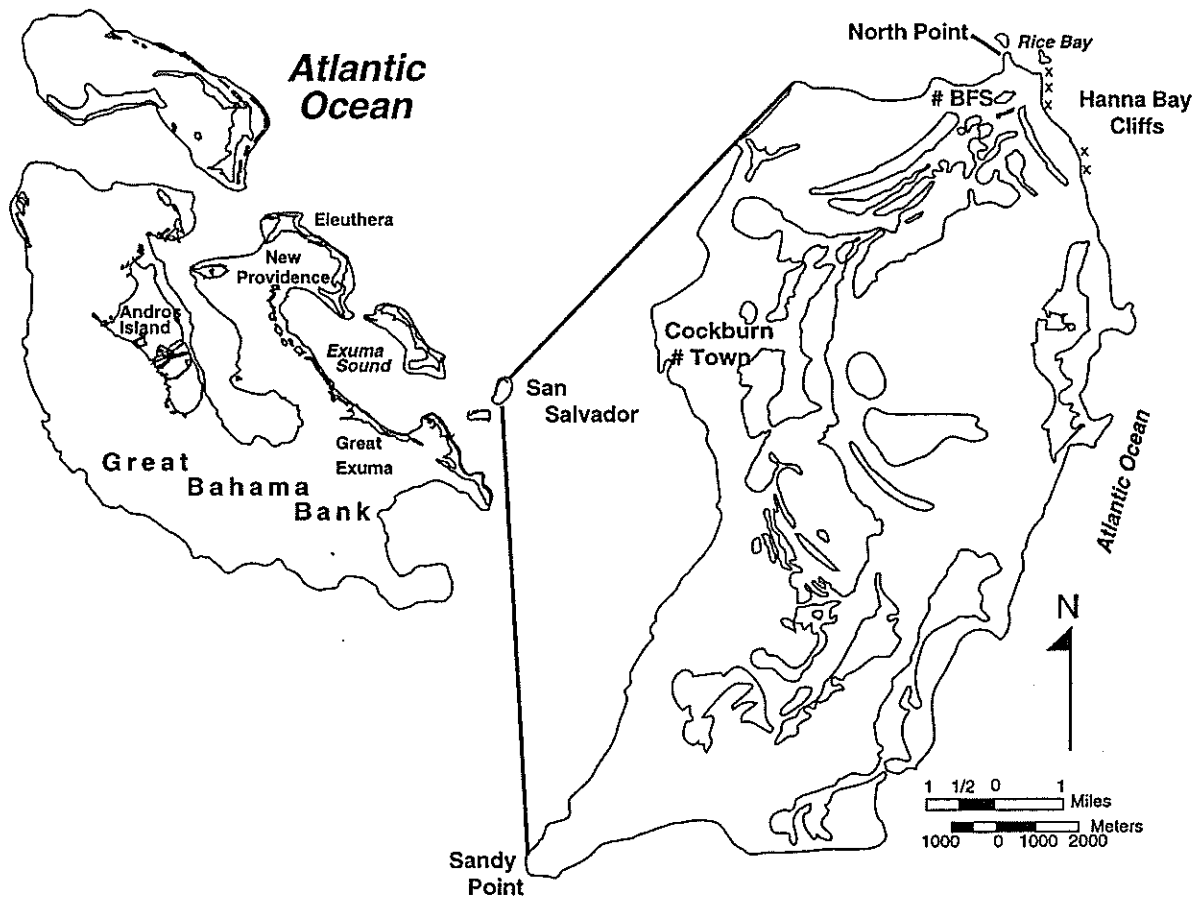 Atlantic
Ocean
Eleuthera
New
Providence
Andros
Island
Exuma
Sound
San
Salvador
Great
Exuma
Great
Bahama
Bank
North Point
Rice Bay
# BFS
Hanna Bay
Cliffs
x
x
x
x
x
Cockburn
# Town
Atlantic Ocean
N
1 1/2 0 1
Miles
Meters
1000 0 1000 2000
Sandy
Point